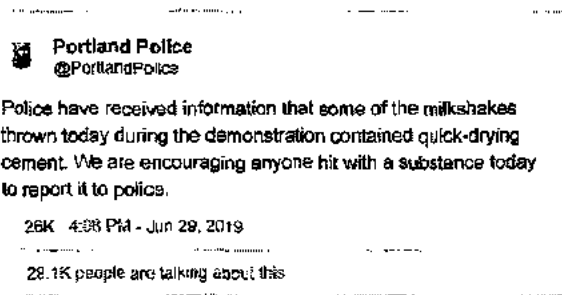 Portland Police
@PortlandPolice
Police have received information that some of the milkshakes
thrown today during the demonstration contained quick-drying
cement. We are encouraging anyone hit with a substance today
to report it to police.
26K 4:08 PM - Jun 29, 2019
28.1K people are talking about this